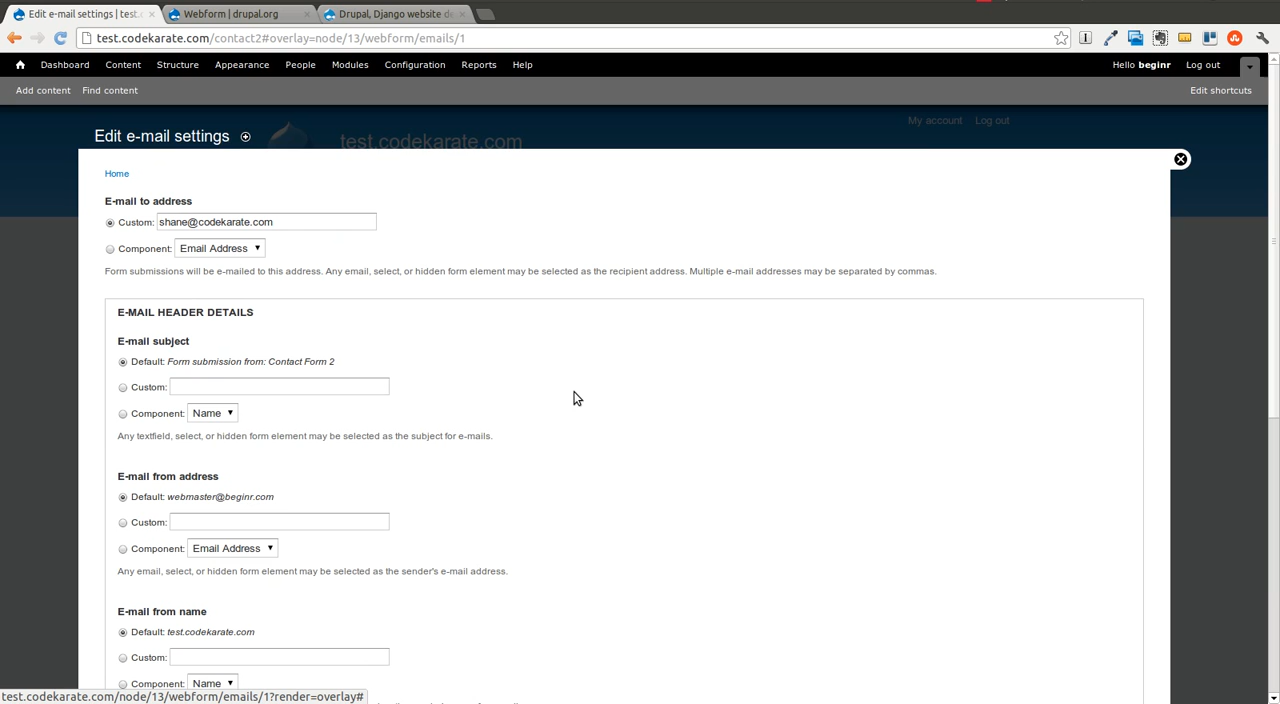 Edit e-mail settings | test.
Webform | drupal.org
Drupal, Django website de
test.codekarate.com/contact2#overlay=node/13/webform/emails/1
Dashboard Content Structure Appearance People Modules Configuration Reports Help
Hello beginr Log out
Add content Find content
Edit shortcuts
My account Log out
Edit e-mail settings
test.codekarate.com
Home
E-mail to address
Custom: shane@codekarate.com
Component: Email Address
Form submissions will be e-mailed to this address. Any email, select, or hidden form element may be selected as the recipient address. Multiple e-mail addresses may be separated by commas.
E-MAIL HEADER DETAILS
E-mail subject
Default: Form submission from: Contact Form 2
Custom:
Component: Name
Any textfield, select, or hidden form element may be selected as the subject for e-mails.
E-mail from address
Default: webmaster@beginr.com
Custom:
Component: Email Address
Any email, select, or hidden form element may be selected as the sender's e-mail address.
E-mail from name
Default: test.codekarate.com
Custom:
Component: Name
test.codekarate.com/node/13/webform/emails/1?render=overlay#